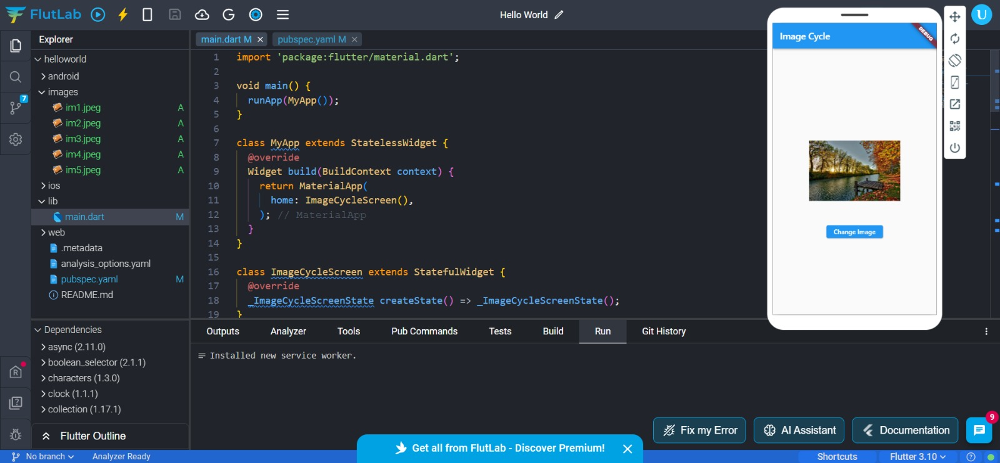 FlutLab
Hello World
U
Explorer
main.dart M ×
pubspec.yaml M ×
helloworld
android
images
im1.jpeg A
im2.jpeg A
im3.jpeg A
im4.jpeg A
im5.jpeg A
ios
lib
main.dart M
web
.metadata
analysis_options.yaml
pubspec.yaml M
README.md
7
1 import 'package:flutter/material.dart';
2
3 void main() {
4 runApp(MyApp());
5 }
6
7 class MyApp extends StatelessWidget {
8 @override
9 Widget build(BuildContext context) {
10 return MaterialApp(
11 home: ImageCycleScreen(),
12 ); // MaterialApp
13 }
14 }
15
16 class ImageCycleScreen extends StatefulWidget {
17 @override
18 _ImageCycleScreenState createState() => _ImageCycleScreenState();
19 }
Image Cycle
DEBUG
Change Image
Dependencies
async (2.11.0)
boolean_selector (2.1.1)
characters (1.3.0)
clock (1.1.1)
collection (1.17.1)
Flutter Outline
Outputs Analyzer Tools Pub Commands Tests Build Run Git History
Installed new service worker.
Fix my Error
AI Assistant
Documentation
9
Get all from FlutLab - Discover Premium!
No branch
Analyzer Ready
Shortcuts
Flutter 3.10